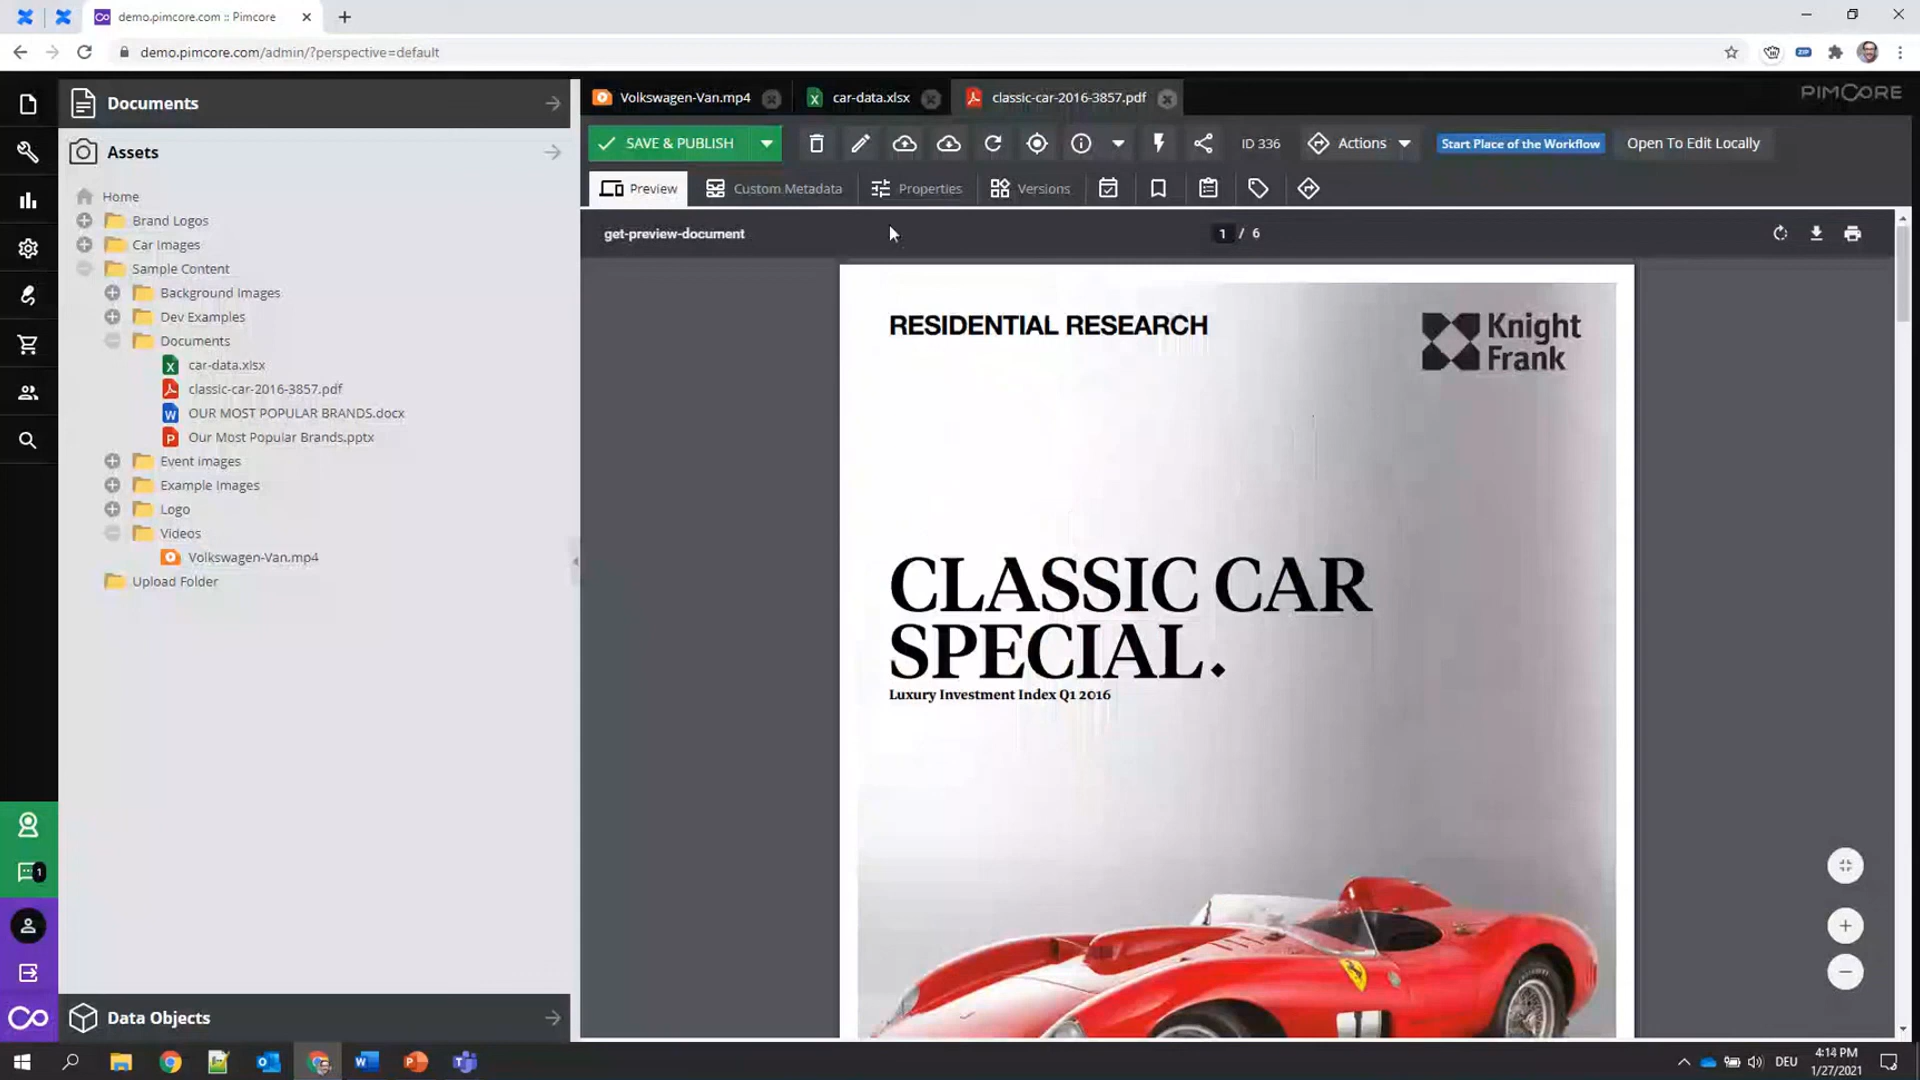 demo.pimcore.com :: Pimcore
demo.pimcore.com/admin/?perspective=default
ZIP
Documents
Assets
Home
Brand Logos
Car Images
Sample Content
Background Images
Dev Examples
Documents
car-data.xlsx
classic-car-2016-3857.pdf
OUR MOST POPULAR BRANDS.docx
Our Most Popular Brands.pptx
Event images
Example Images
Logo
Videos
Volkswagen-Van.mp4
Upload Folder
Data Objects
1
Volkswagen-Van.mp4
car-data.xlsx
classic-car-2016-3857.pdf
PIMCORE
SAVE & PUBLISH
ID 336
Actions
Start Place of the Workflow
Open To Edit Locally
Preview
Custom Metadata
Properties
Versions
get-preview-document
1 / 6
RESIDENTIAL RESEARCH
Knight
Frank
CLASSIC CAR
SPECIAL.
Luxury Investment Index Q1 2016
DEU
4:14 PM
1/27/2021